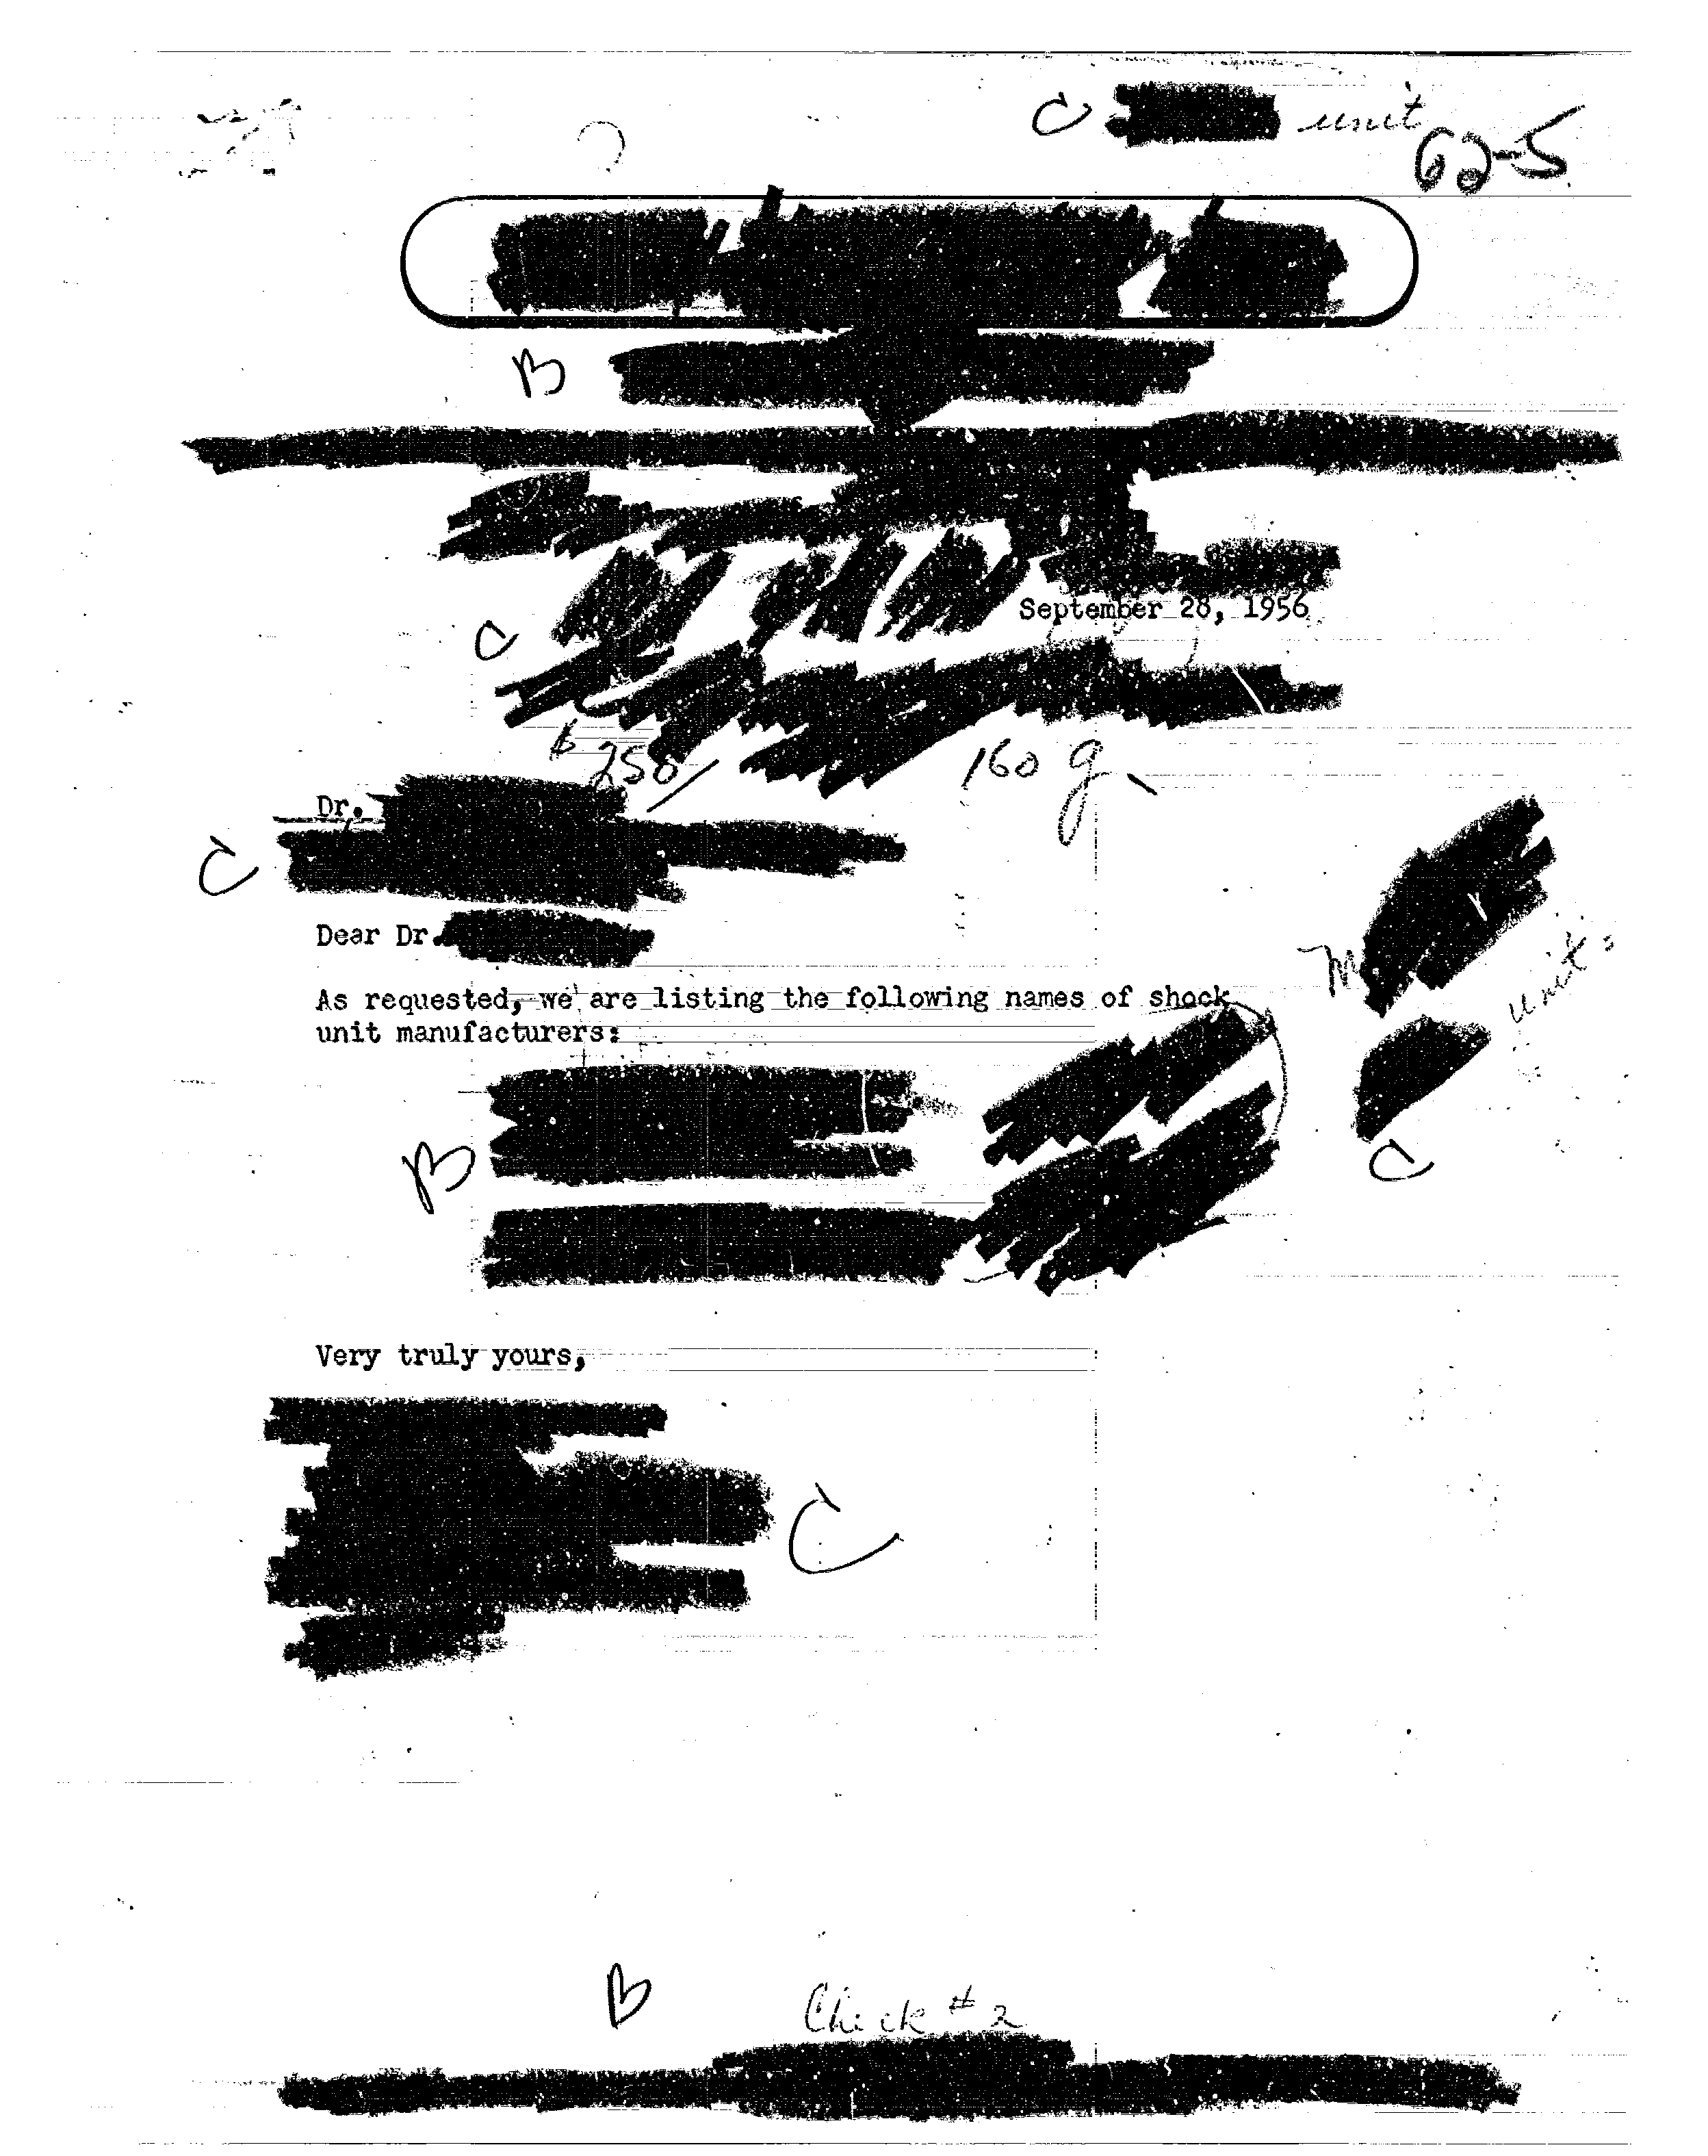 C unit
62-5
B
September 28, 1956
C
$250/ 160 g
Dr.
C
Dear Dr.
M
unit
As requested, we are listing the following names of shock
unit manufacturers:
B
C
Very truly yours,
C
B Check #2